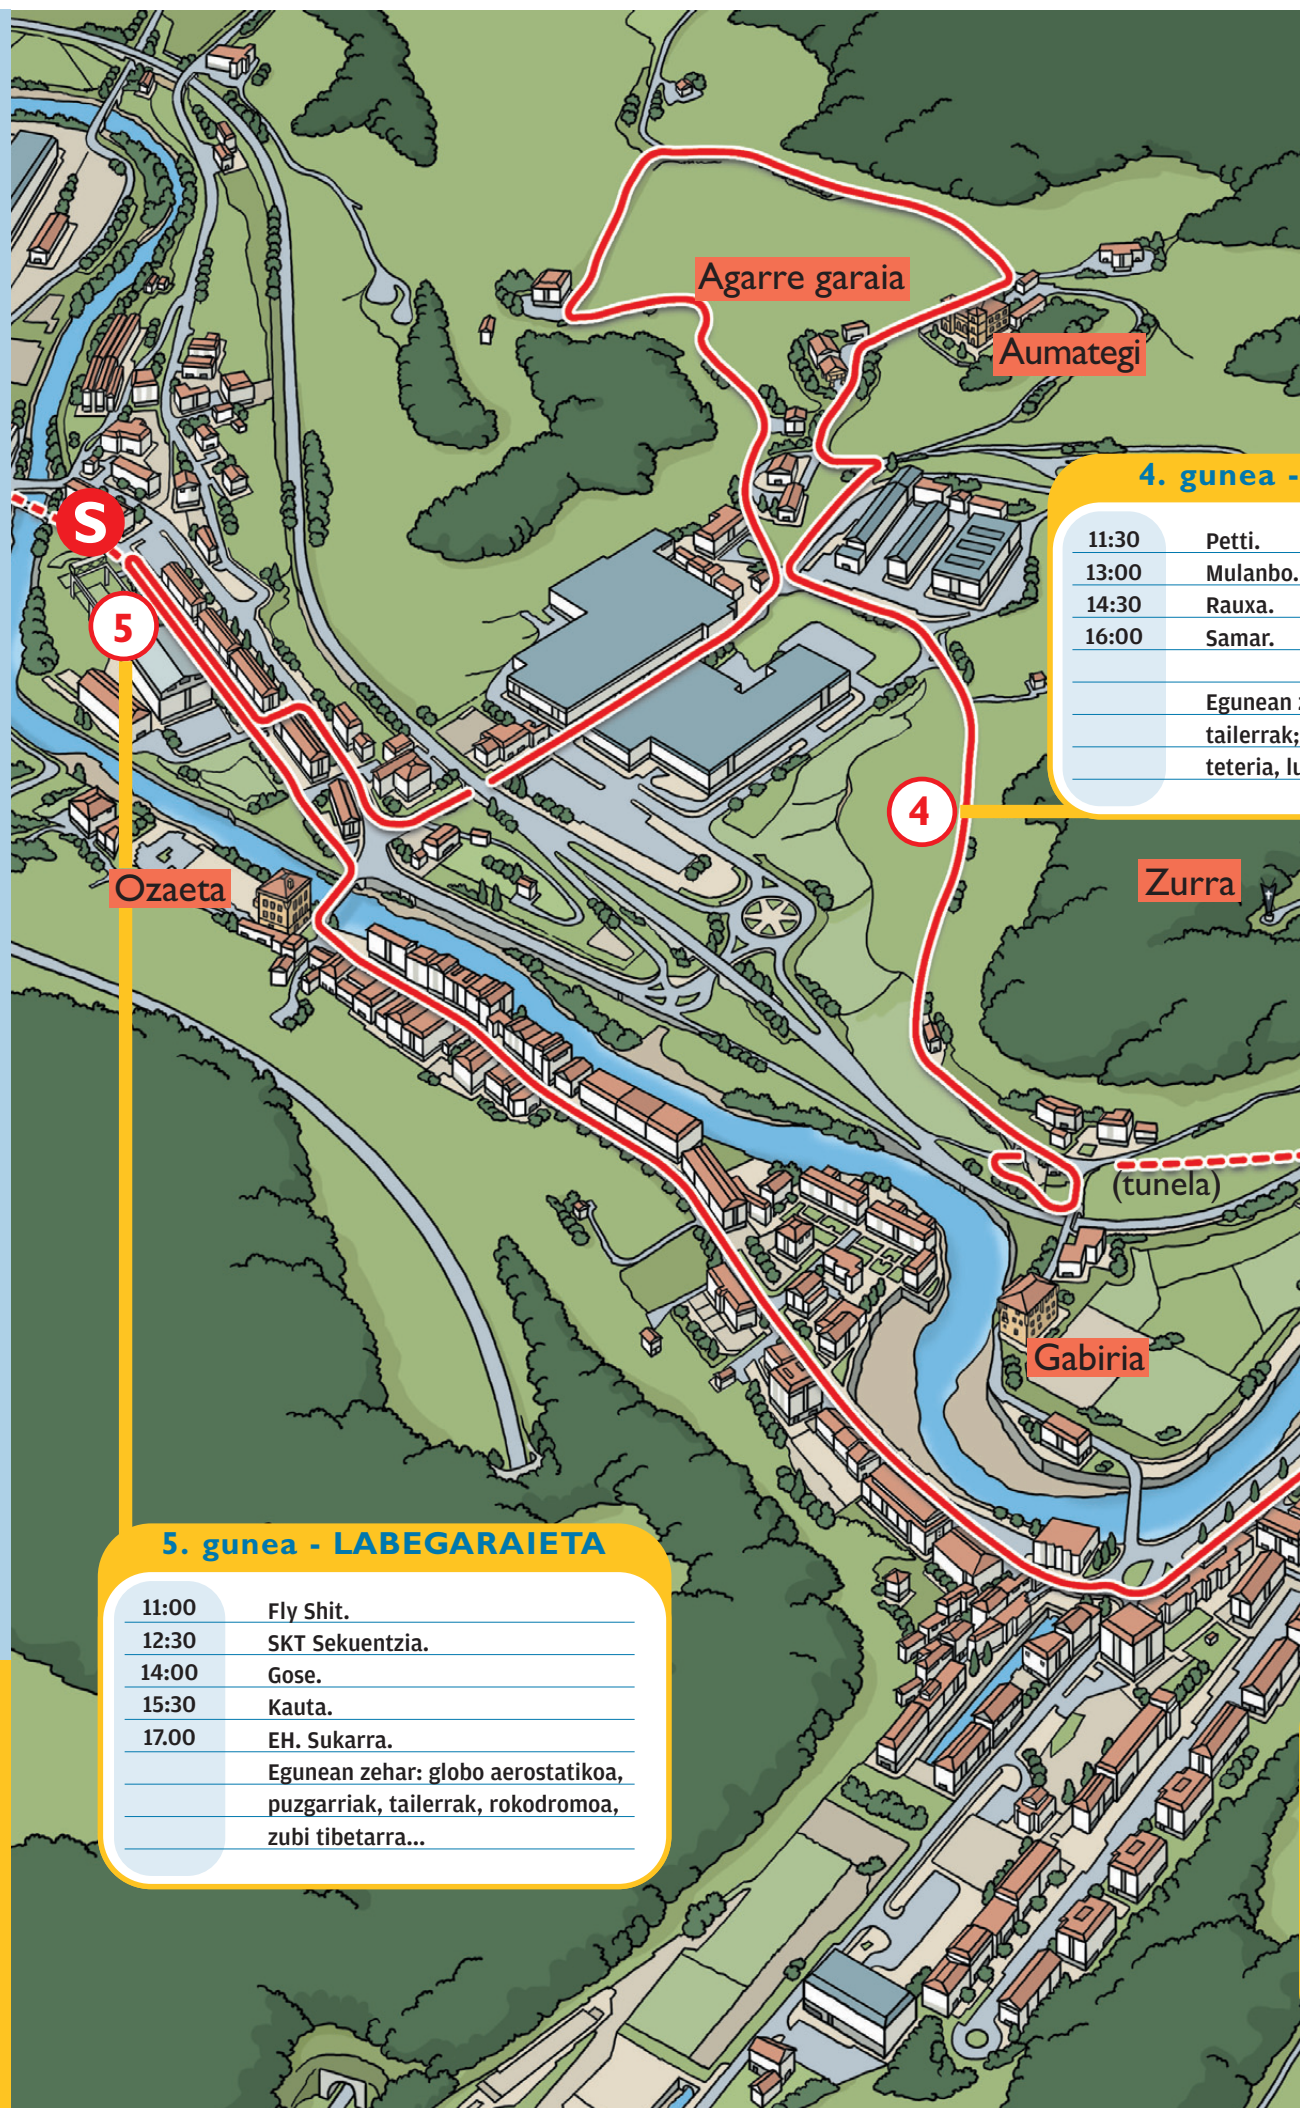 Agarre garaia
Aumategi
4. gunea -
11:30 Petti.
13:00 Mulanbo.
14:30 Rauxa.
16:00 Samar.
Egunean
tailerrak;
teteria,
S
5
4
Ozaeta
Zurra
(tunela)
Gabiria
5. gunea - LABEGARAIETA
11:00 Fly Shit.
12:30 SKT Sekuentzia.
14:00 Gose.
15:30 Kauta.
17.00 EH. Sukarra.
Egunean zehar: globo aerostatikoa,
puzgarriak, tailerrak, rokodromoa,
zubi tibetarra...